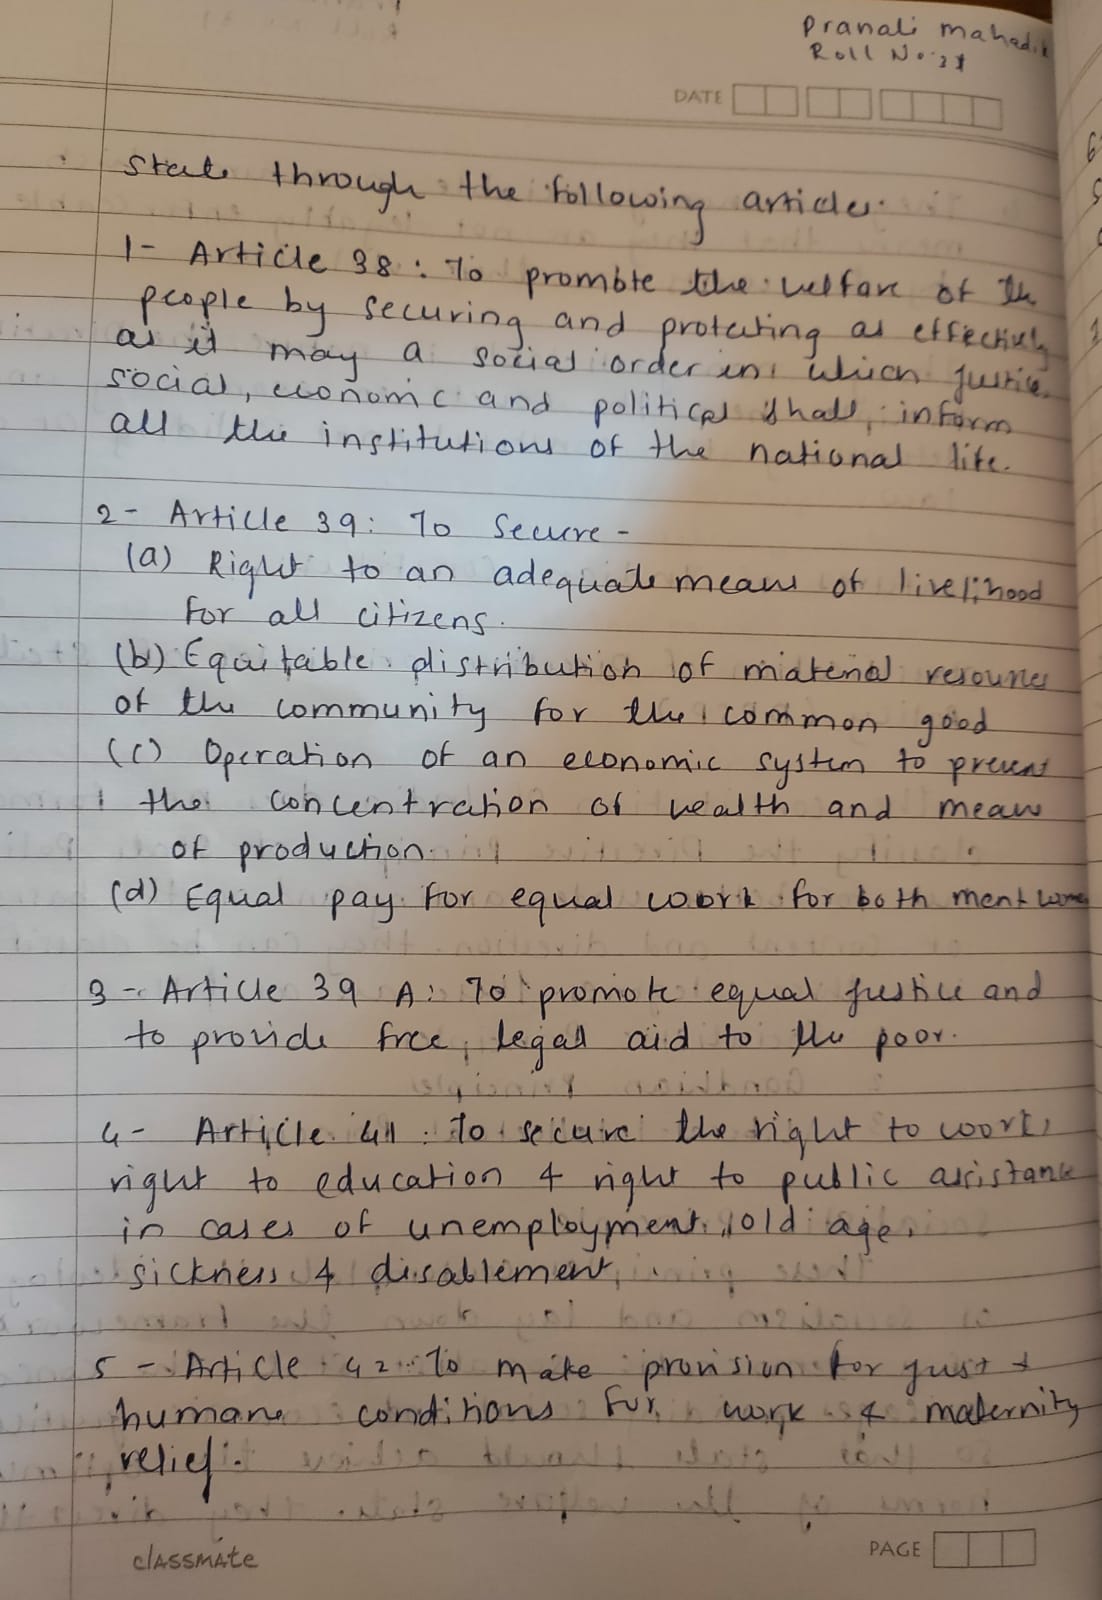 Pranali mahadik
Roll No:
DATE
State through the following articles.
1- Article 38 : To promote the welfare of the
people by securing and protecting as effectively
as it may a social order in which justice,
social, economic and political shall, inform
all the institutions of the national life.
2- Article 39: To Secure -
(a) Right to an adequate means of livelihood
for all citizens.
(b) Equitable distribution of material resources
of the community for the common good
(c) Operation of an economic system to prevent
the concentration of wealth and means
of production.
(d) Equal pay for equal work for both men & women
3- Article 39 A: To promote equal justice and
to provide free, legal aid to the poor.
4- Article 41 : To secure the right to work,
right to education & right to public assistance
in cases of unemployment, old age,
sickness & disablement
5- Article 42: To make provision for just &
humane conditions for work & maternity
relief.
classmate
PAGE